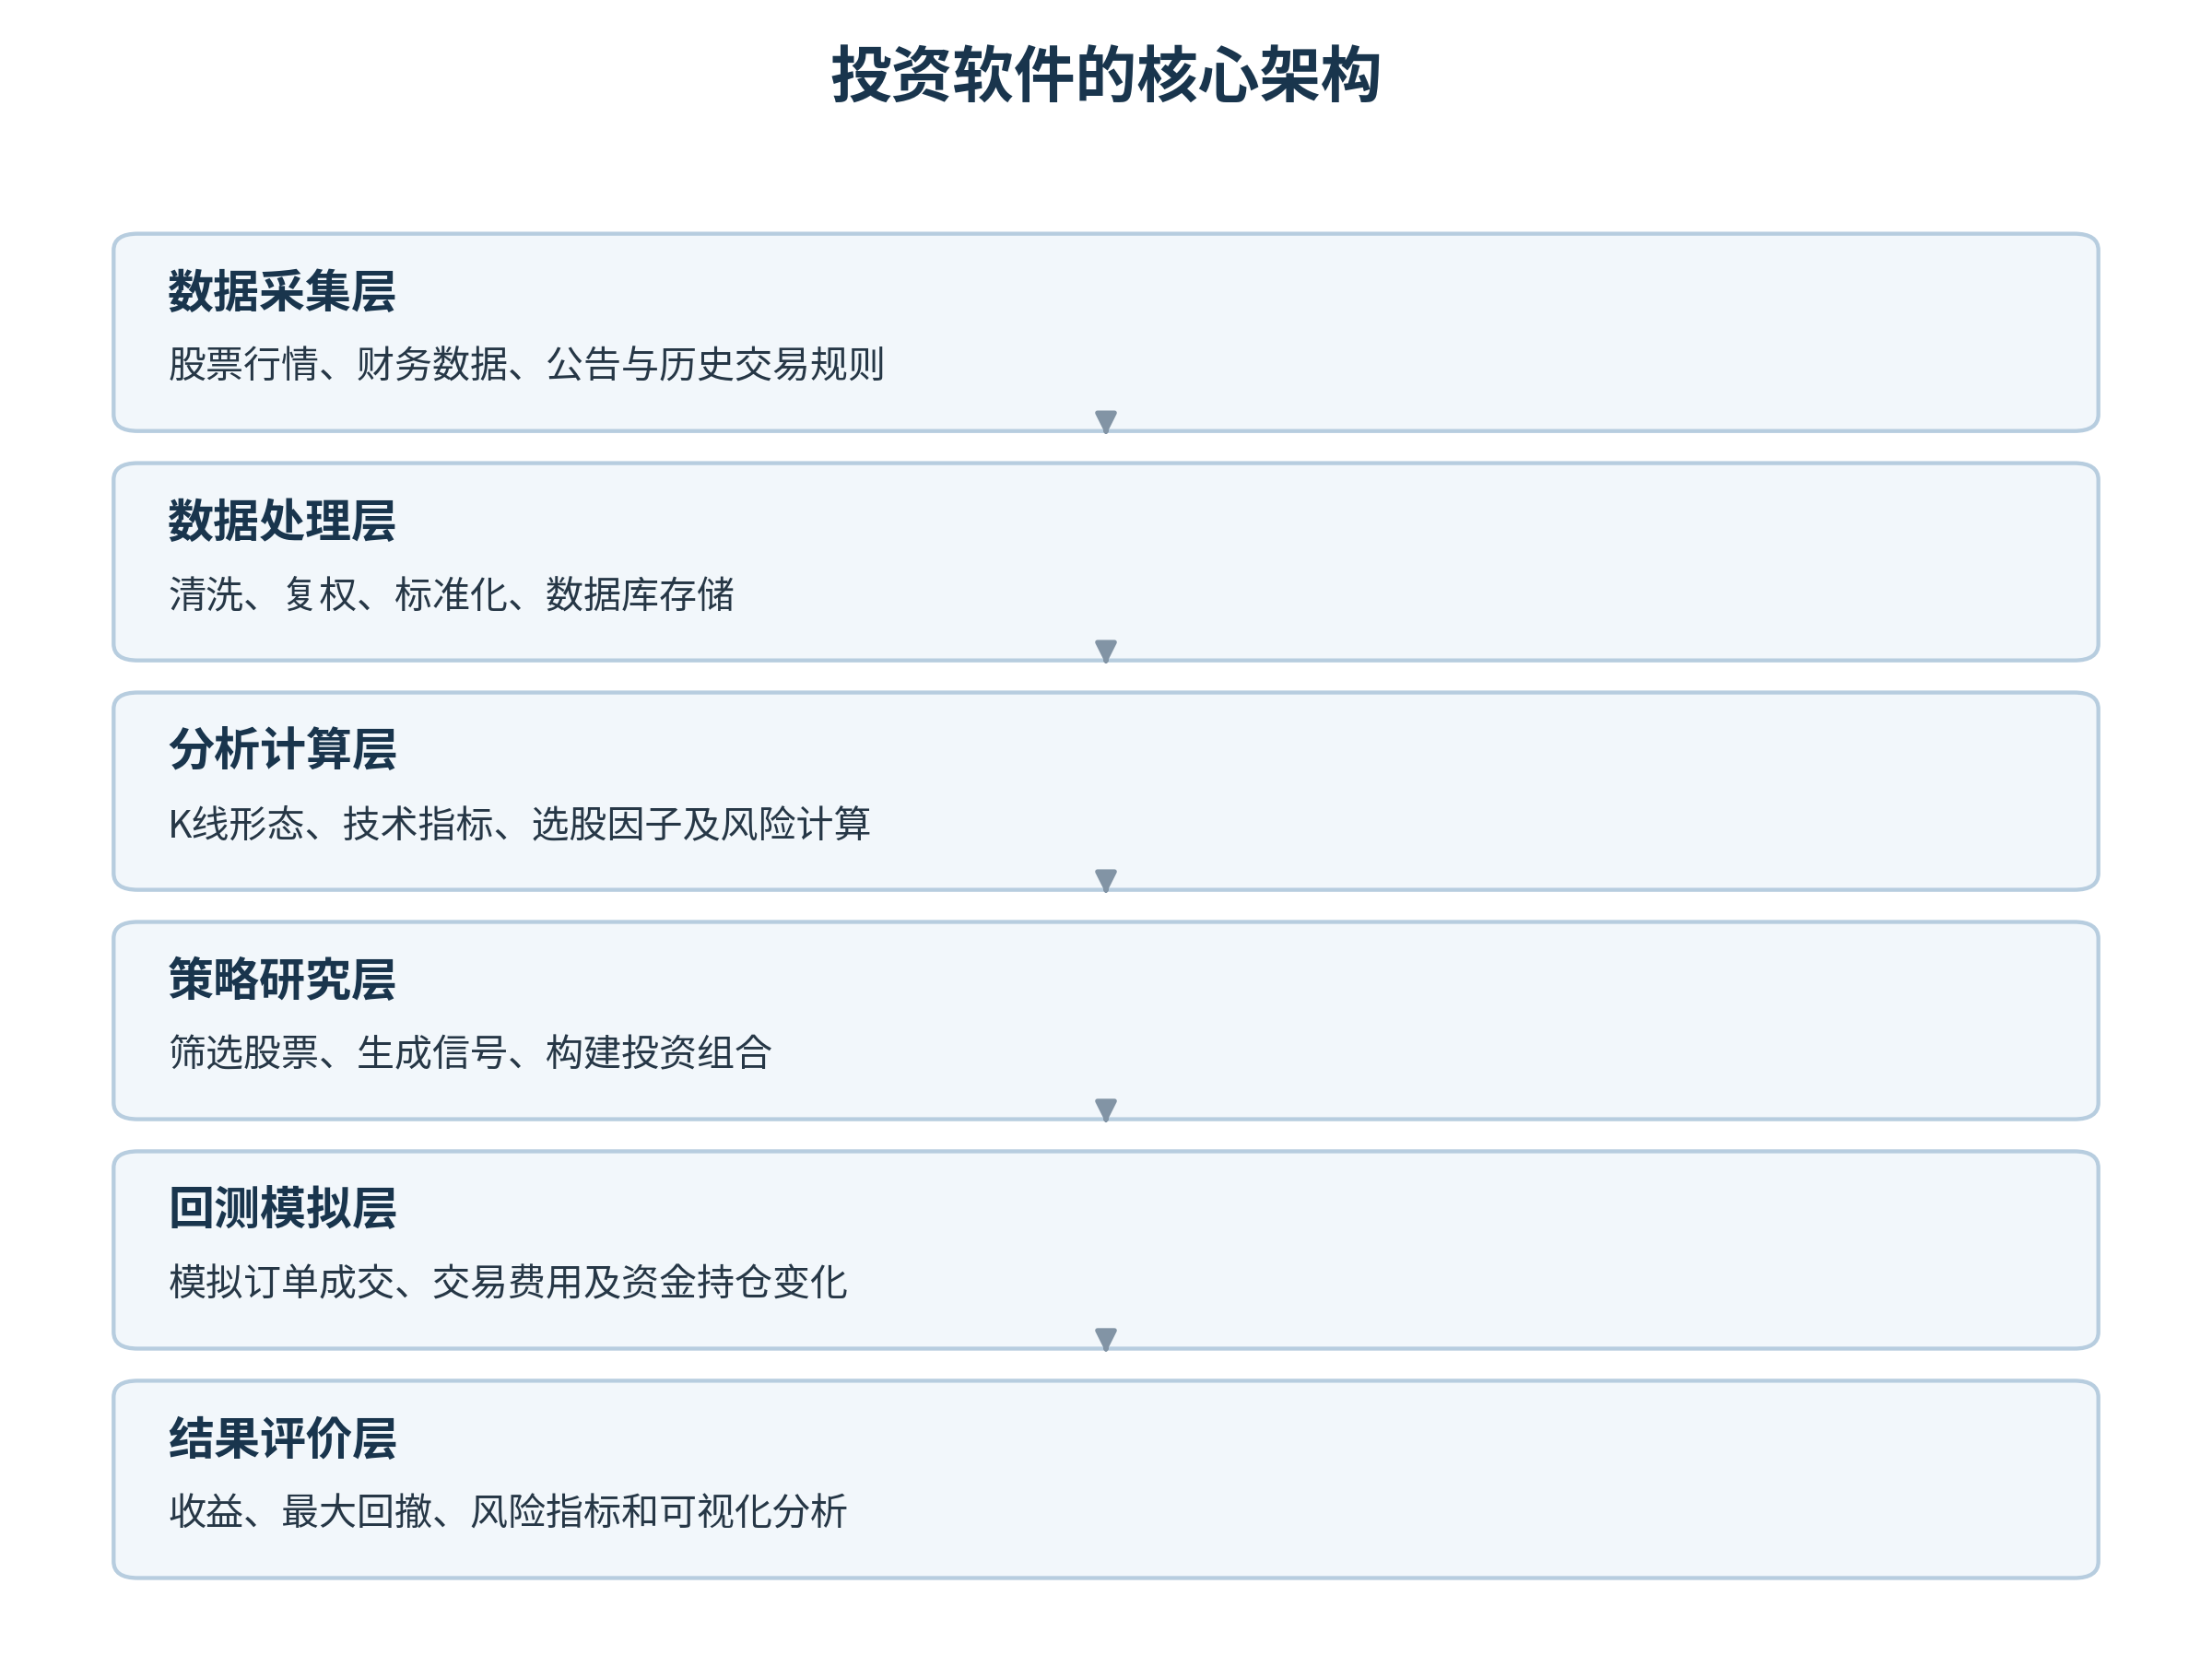 投资软件的核心架构
数据采集层
股票行情、财务数据、公告与历史交易规则
数据处理层
清洗、复权、标准化、数据库存储
分析计算层
K线形态、技术指标、选股因子及风险计算
策略研究层
筛选股票、生成信号、构建投资组合
回测模拟层
模拟订单成交、交易费用及资金持仓变化
结果评价层
收益、最大回撤、风险指标和可视化分析